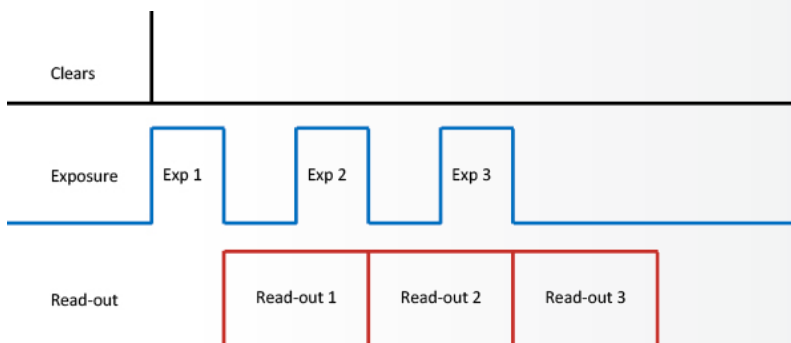 Clears
Exposure
Exp 1
Exp 2
Exp 3
Read-out
Read-out 1
Read-out 2
Read-out 3